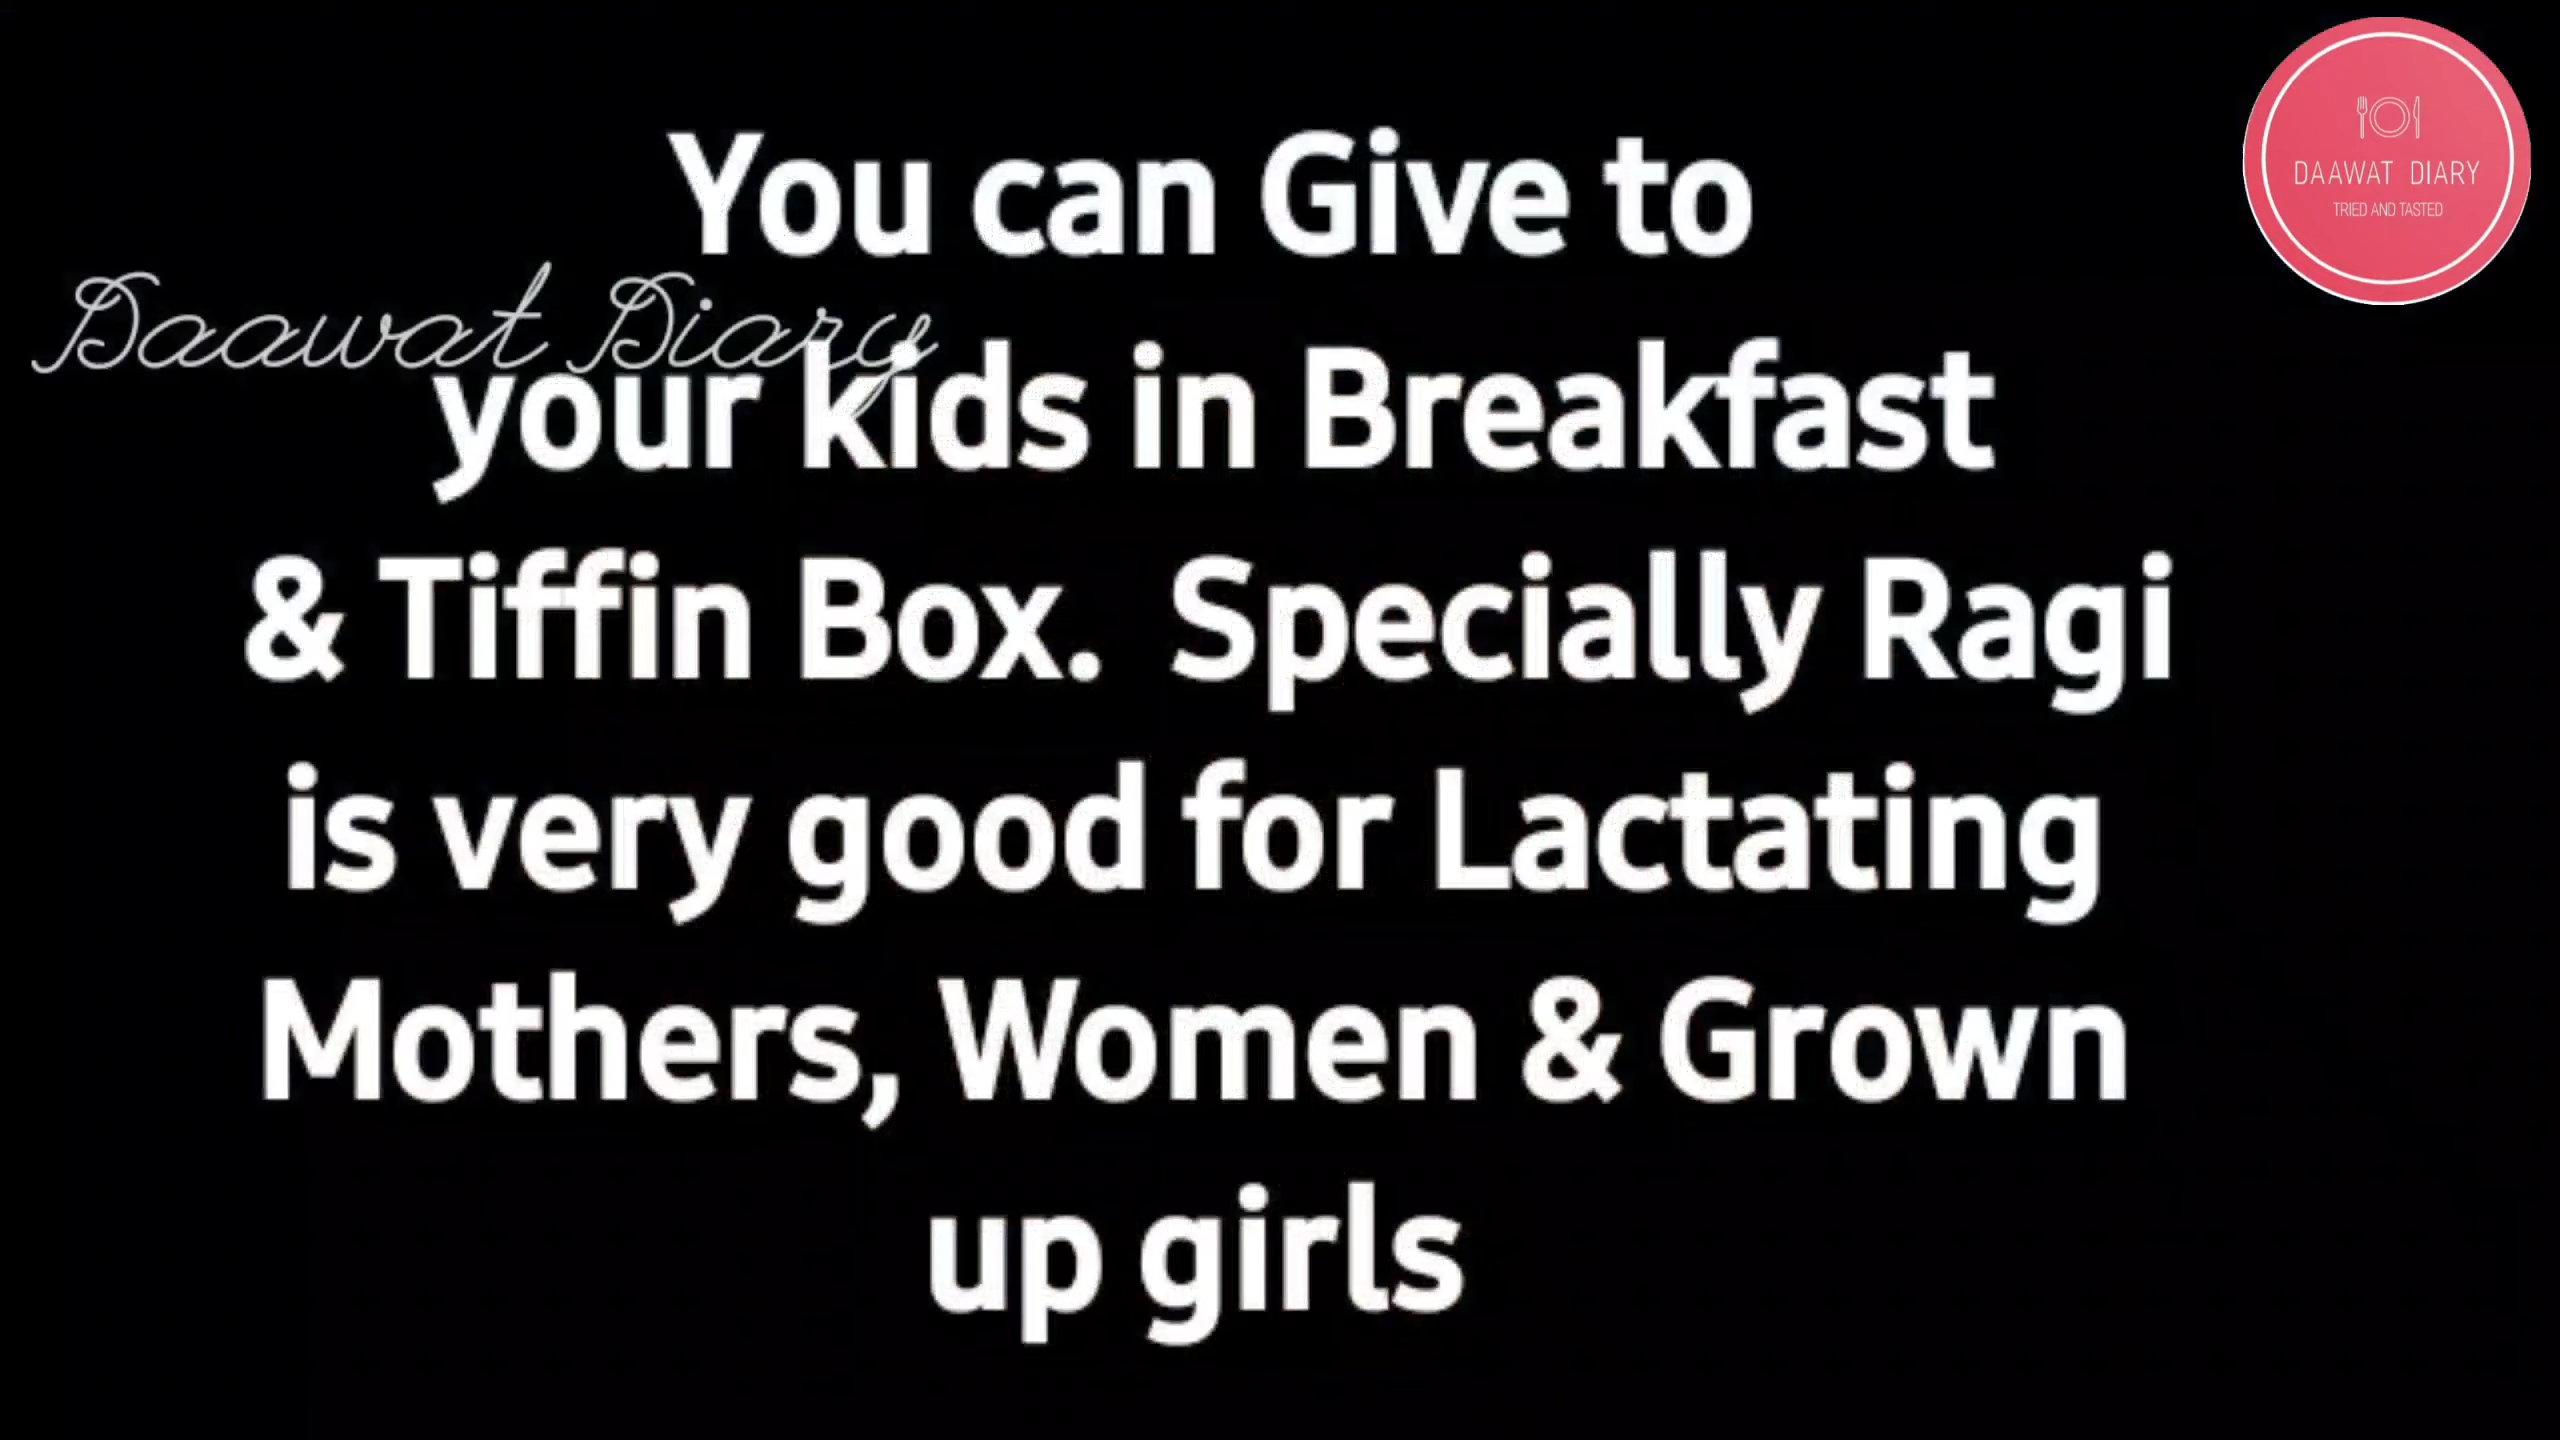 You can Give to
DAAWAT DIARY
TRIED AND TASTED
Daawat Diary
your kids in Breakfast
& Tiffin Box. Specially Ragi
is very good for Lactating
Mothers, Women & Grown
up girls